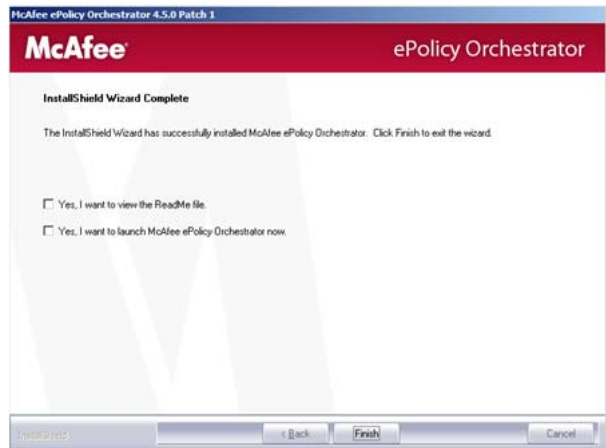 McAfee ePolicy Orchestrator 4.5.0 Patch 1
McAfee® ePolicy Orchestrator
InstallShield Wizard Complete
The InstallShield Wizard has successfully installed McAfee ePolicy Orchestrator. Click Finish to exit the wizard.
Yes, I want to view the ReadMe file.
Yes, I want to launch McAfee ePolicy Orchestrator now.
InstallShield < Back Finish Cancel